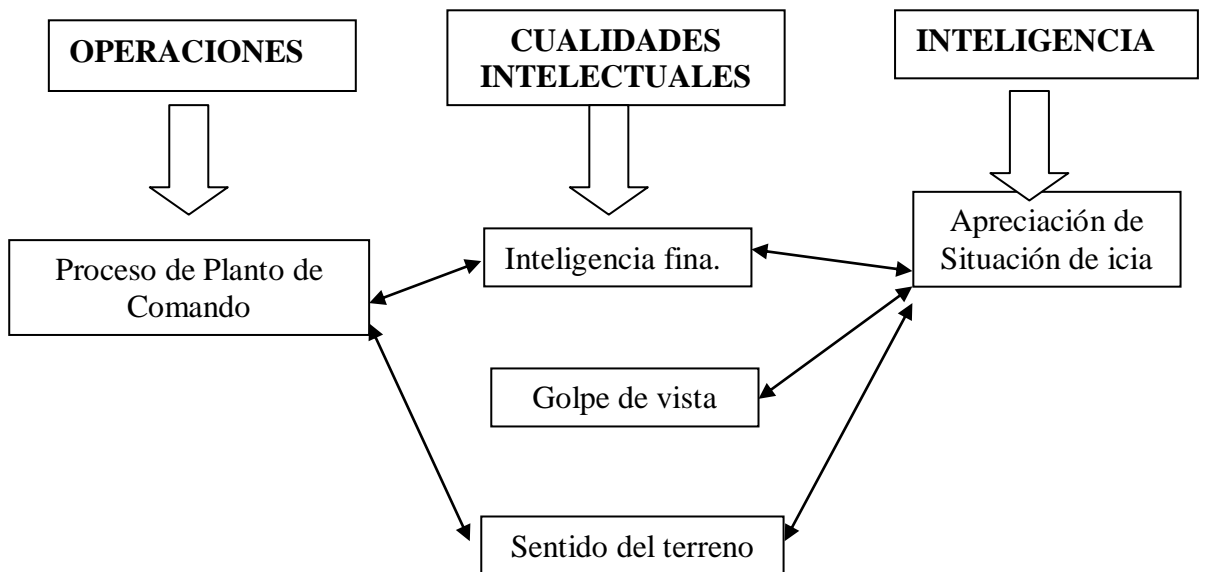 OPERACIONES
CUALIDADES
INTELECTUALES
INTELIGENCIA
Proceso de Planto de
Comando
Inteligencia fina.
Apreciación de
Situación de icia
Golpe de vista
Sentido del terreno